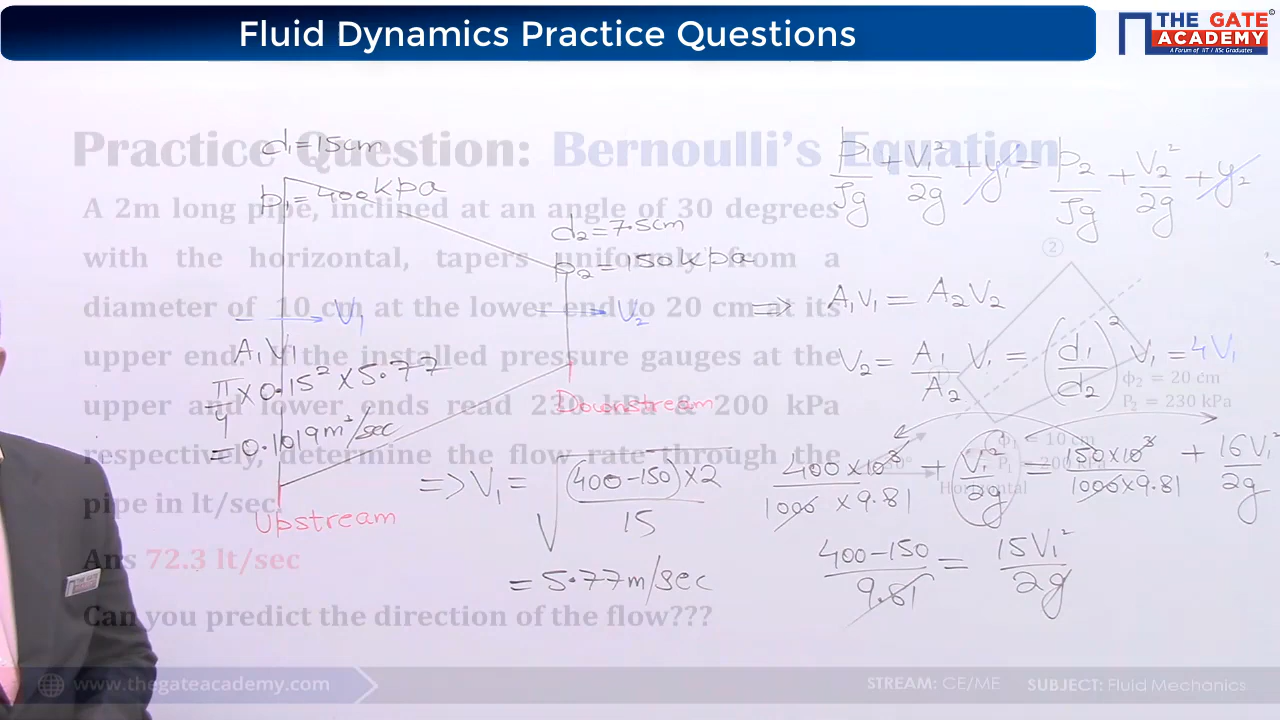 Fluid Dynamics Practice Questions
THE GATE ACADEMY
A Forum of IIT / IISc Graduates
Practice Question: Bernoulli's Equation
A 2m long pipe, inclined at an angle of 30 degrees
with the horizontal, tapers uniformly from a
diameter of 10 cm at the lower end to 20 cm at its
upper end. If the installed pressure gauges at the
upper and lower ends read 230 kPa & 200 kPa
respectively, determine the flow rate through the
pipe in lt/sec.
Ans 72.3 lt/sec
Can you predict the direction of the flow???
d₁=15cm
p₁=400kpa
d₂=7.5cm
p₂=150kpa
V₁
V₂
A₁V₁
π/4 × 0.15² × 5.77
= 0.1019m²/sec
Upstream
Downstream
p₁/ρg + V₁²/2g + y₁ = p₂/ρg + V₂²/2g + y₂
⇒ A₁V₁ = A₂V₂
V₂ = A₁/A₂ V₁ = (d₁/d₂)² V₁ = 4V₁
400×10³/1000×9.81 + V₁²/2g = 150×10³/1000×9.81 + 16V₁²/2g
400-150/9.81 = 15V₁²/2g
⇒ V₁ = √(400-150)×2/15
= 5.77m/sec
②
ϕ₂ = 20 cm
P₂ = 230 kPa
ϕ₁ = 10 cm
P₁ = 200 kPa
30°
Horizontal
THE GATE ACADEMY
www.thegateacademy.com
STREAM: CE/ME
SUBJECT: Fluid Mechanics